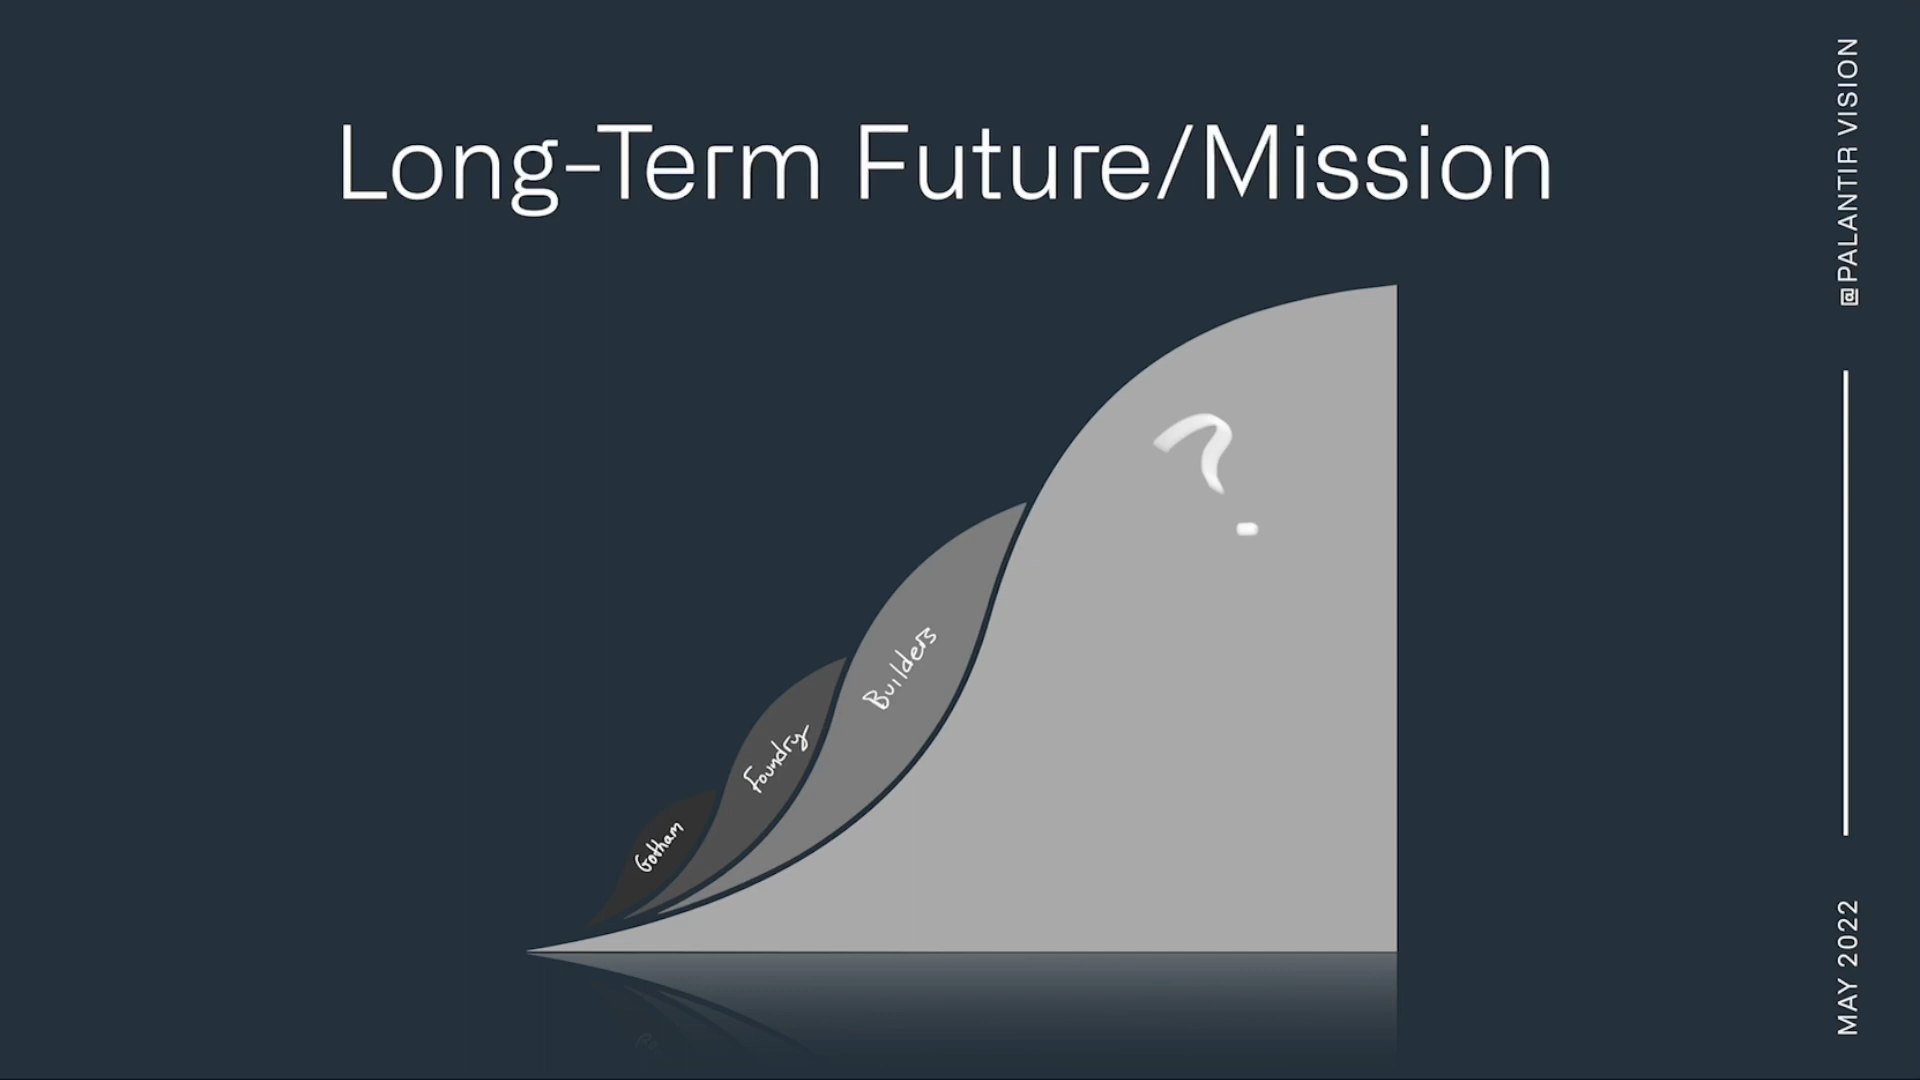 Long-Term Future/Mission
@PALANTIR VISION
?
Builders
Foundry
Gotham
MAY 2022